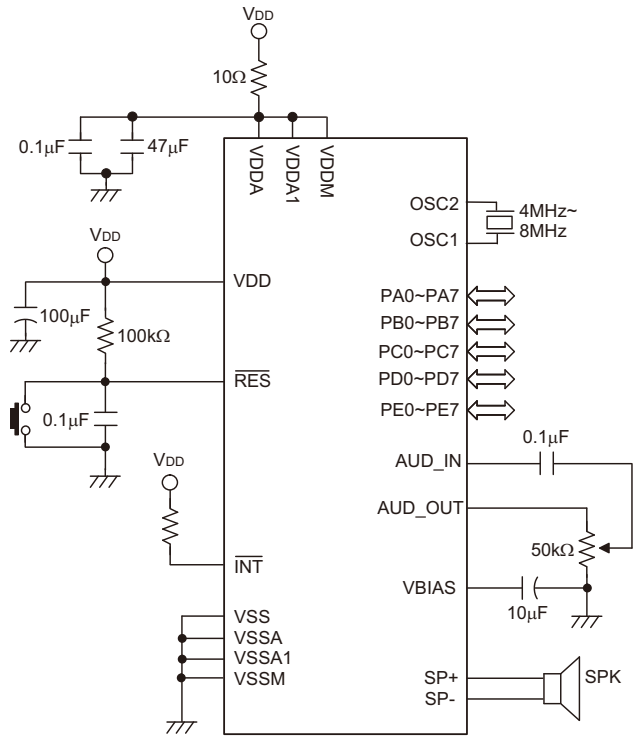 VDD
10Ω
0.1µF
47µF
VDDA
VDDA1
VDDM
OSC2
4MHz~
8MHz
OSC1
VDD
VDD
PA0~PA7
100µF
100kΩ
PB0~PB7
PC0~PC7
RES
PD0~PD7
0.1µF
PE0~PE7
0.1µF
VDD
AUD_IN
AUD_OUT
50kΩ
INT
VBIAS
10µF
VSS
VSSA
VSSA1
VSSM
SP+
SPK
SP-